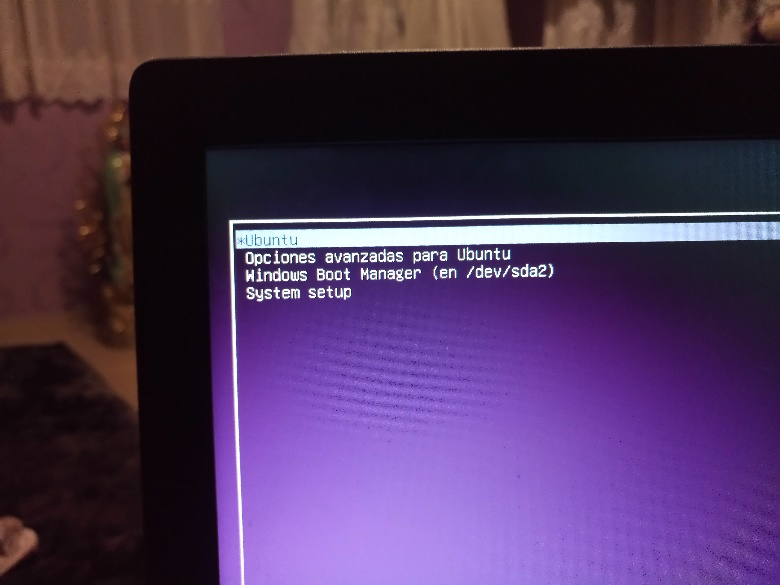 *Ubuntu
Opciones avanzadas para Ubuntu
Windows Boot Manager (en /dev/sda2)
System setup